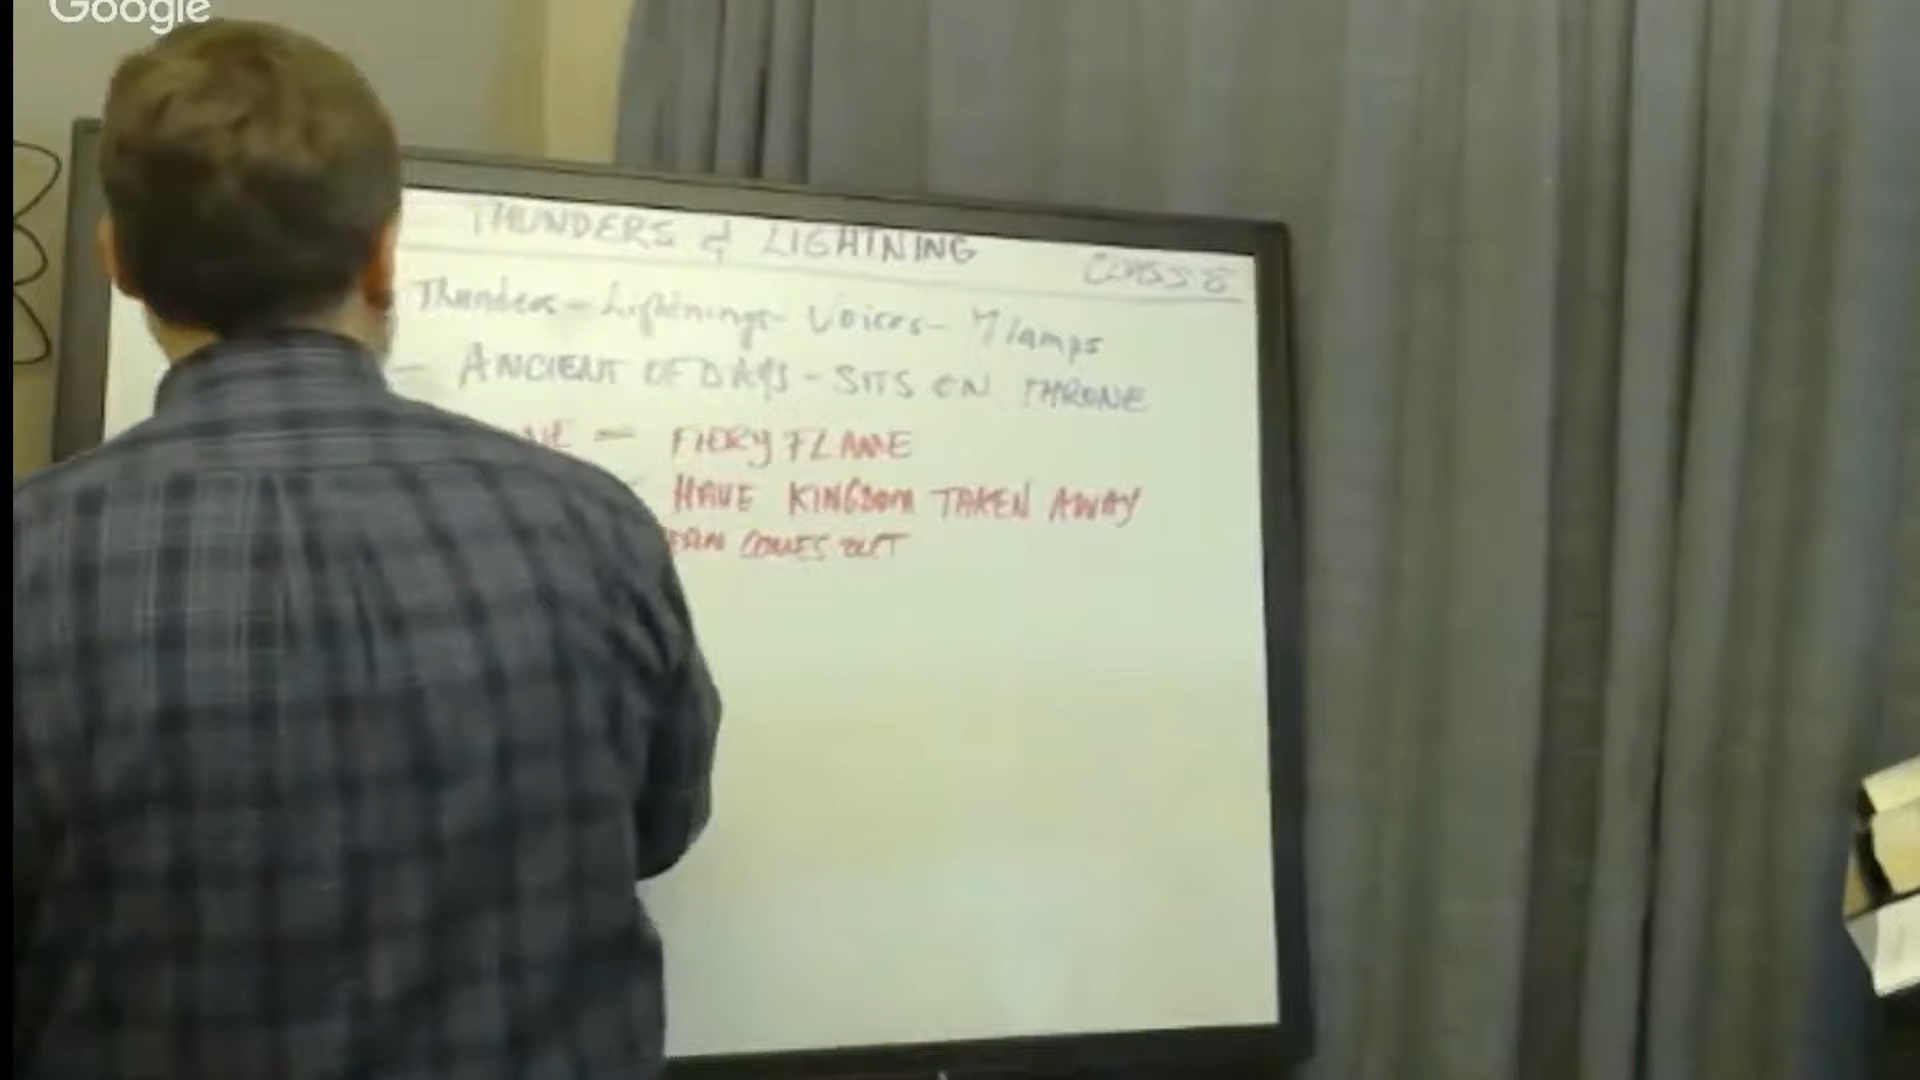 Google
THUNDERS & LIGHTNING
CLASS 8
Thunders - Lightnings - Voices - 7 lamps
- ANCIENT OF DAYS - SITS ON THRONE
- FIERY FLAME
HAVE KINGDOM TAKEN AWAY
COMES OUT